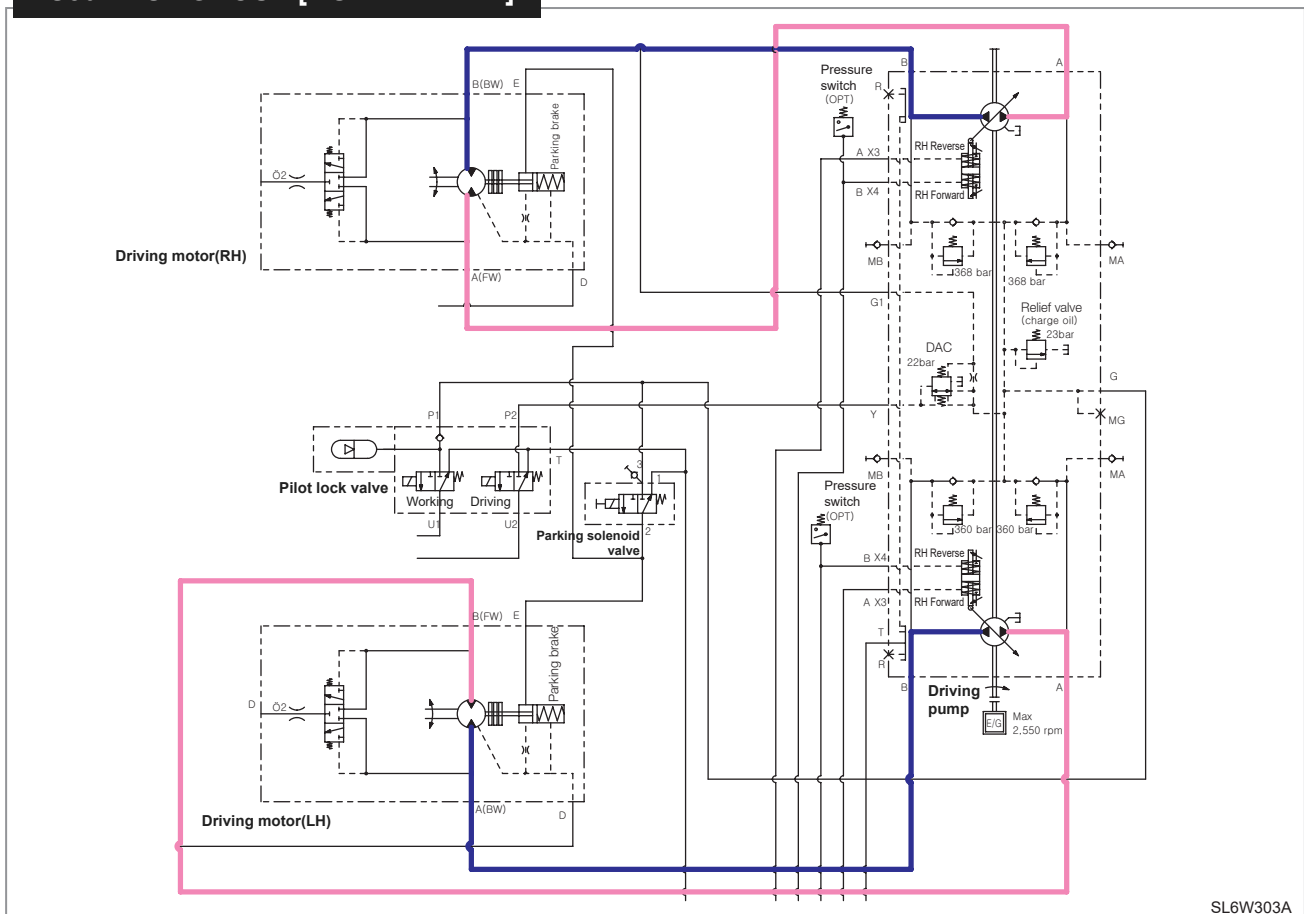 B(BW) E
Parking brake
Ö2
Driving motor(RH)
A(FW)
D
Pressure
switch
(OPT)
B
A
R
A X3
B X4
RH Reverse
RH Forward
MB
368 bar
368 bar
MA
G1
Relief valve
(charge oil)
23bar
DAC
22bar
G
Y
MG
P1
P2
T
Pilot lock valve
Working
Driving
U1
U2
3
1
Parking solenoid
valve
2
MB
MA
Pressure
switch
(OPT)
360 bar
360 bar
B X4
RH Reverse
A X3
RH Forward
T
R
B
A
Driving
pump
E/G
Max
2,550 rpm
B(FW) E
Parking brake
D
Ö2
A(BW)
D
Driving motor(LH)
SL6W303A